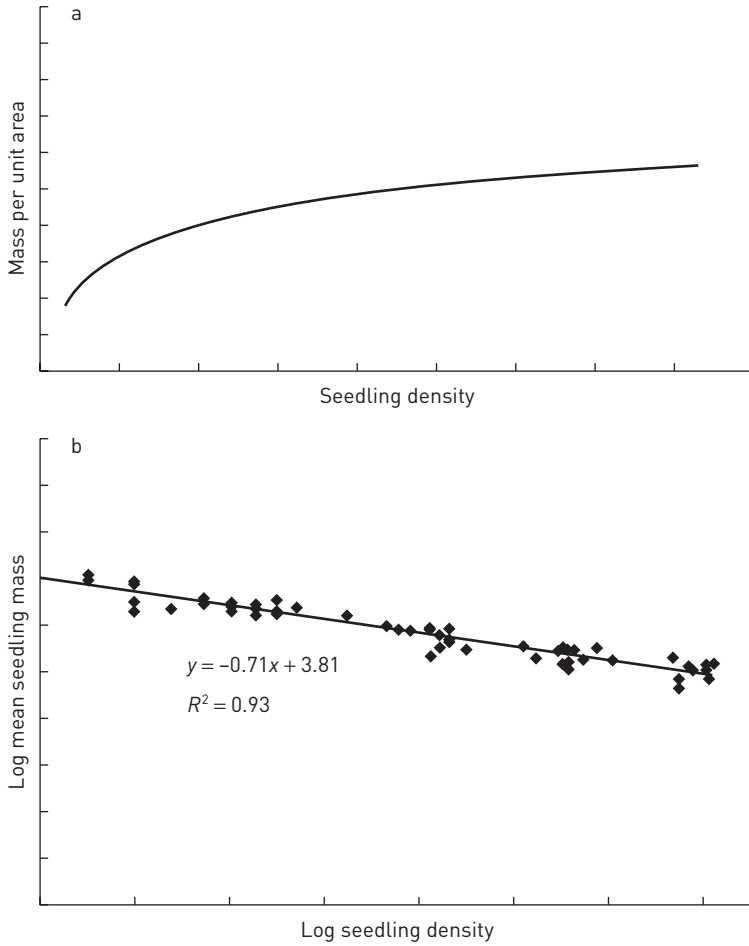 a
Mass per unit area
Seedling density
b
Log mean seedling mass
y = –0.71x + 3.81
R² = 0.93
Log seedling density